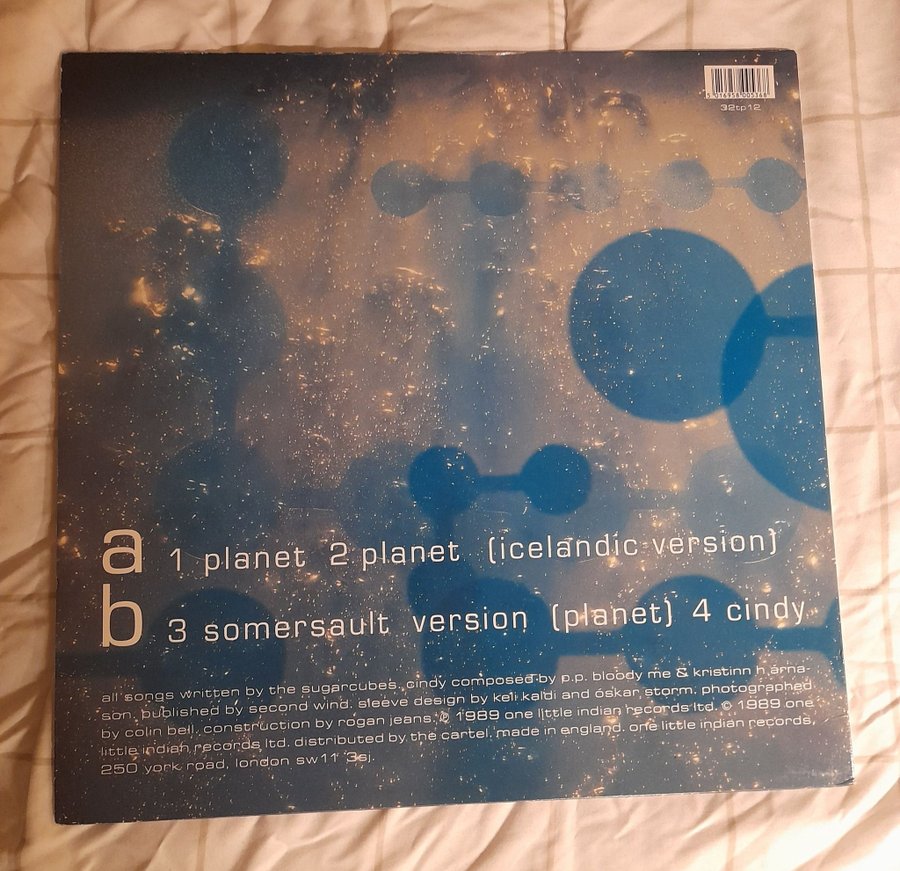 5 016958 005368
32tp12
a 1 planet 2 planet (icelandic version)
b 3 somersault version (planet) 4 cindy
all songs written by the sugarcubes. cindy composed by p.p. bloody me & kristinn h arna-
son. published by second wind. sleeve design by keli kaldi and óskar storm. photographed
by colin bell. construction by rogan jeans. ℗ 1989 one little indian records ltd. © 1989 one
little indian records ltd. distributed by the cartel. made in england. one little indian records,
250 york road, london sw11 3sj.